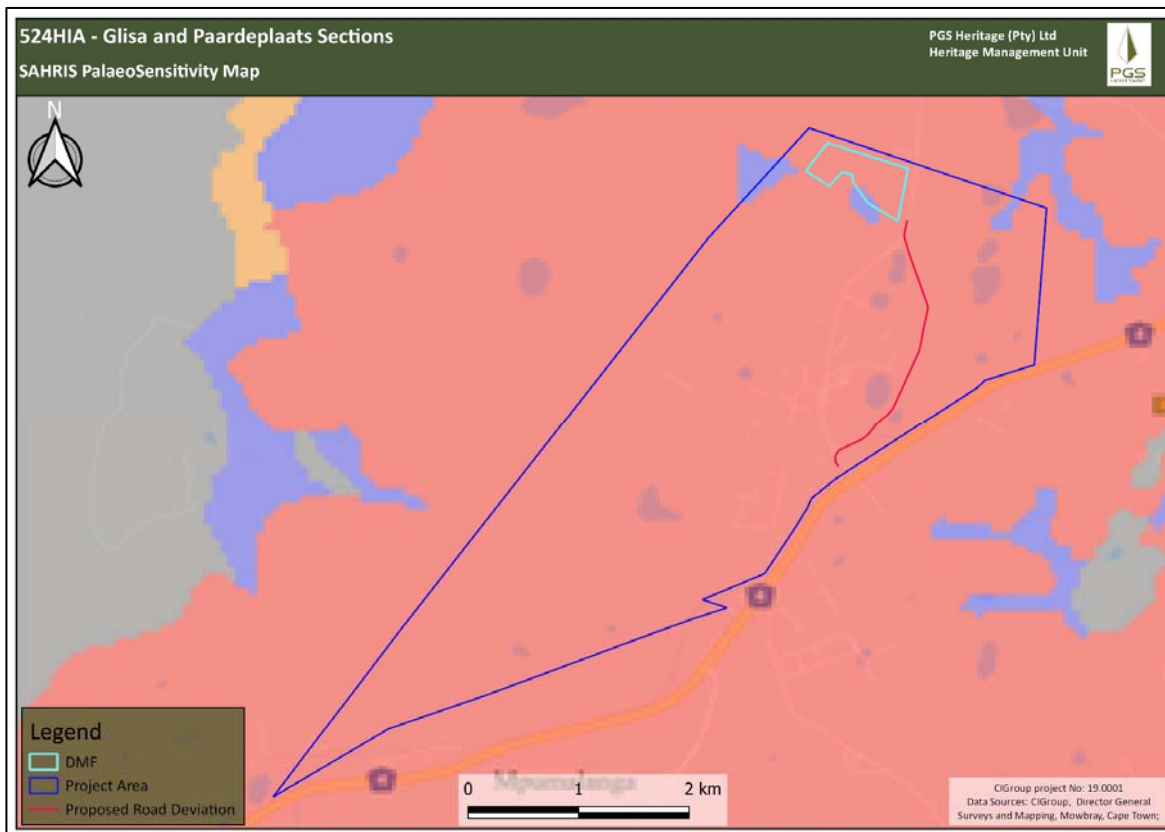 524HIA - Glisa and Paardeplaats Sections
SAHRIS PalaeoSensitivity Map
PGS Heritage (Pty) Ltd
Heritage Management Unit
PGS
HERITAGE
N
Legend
DMF
Project Area
Proposed Road Deviation
Mpumalanga
0 1 2 km
CIGroup project No: 19.0001
Data Sources: CIGroup, Director General
Surveys and Mapping, Mowbray, Cape Town;